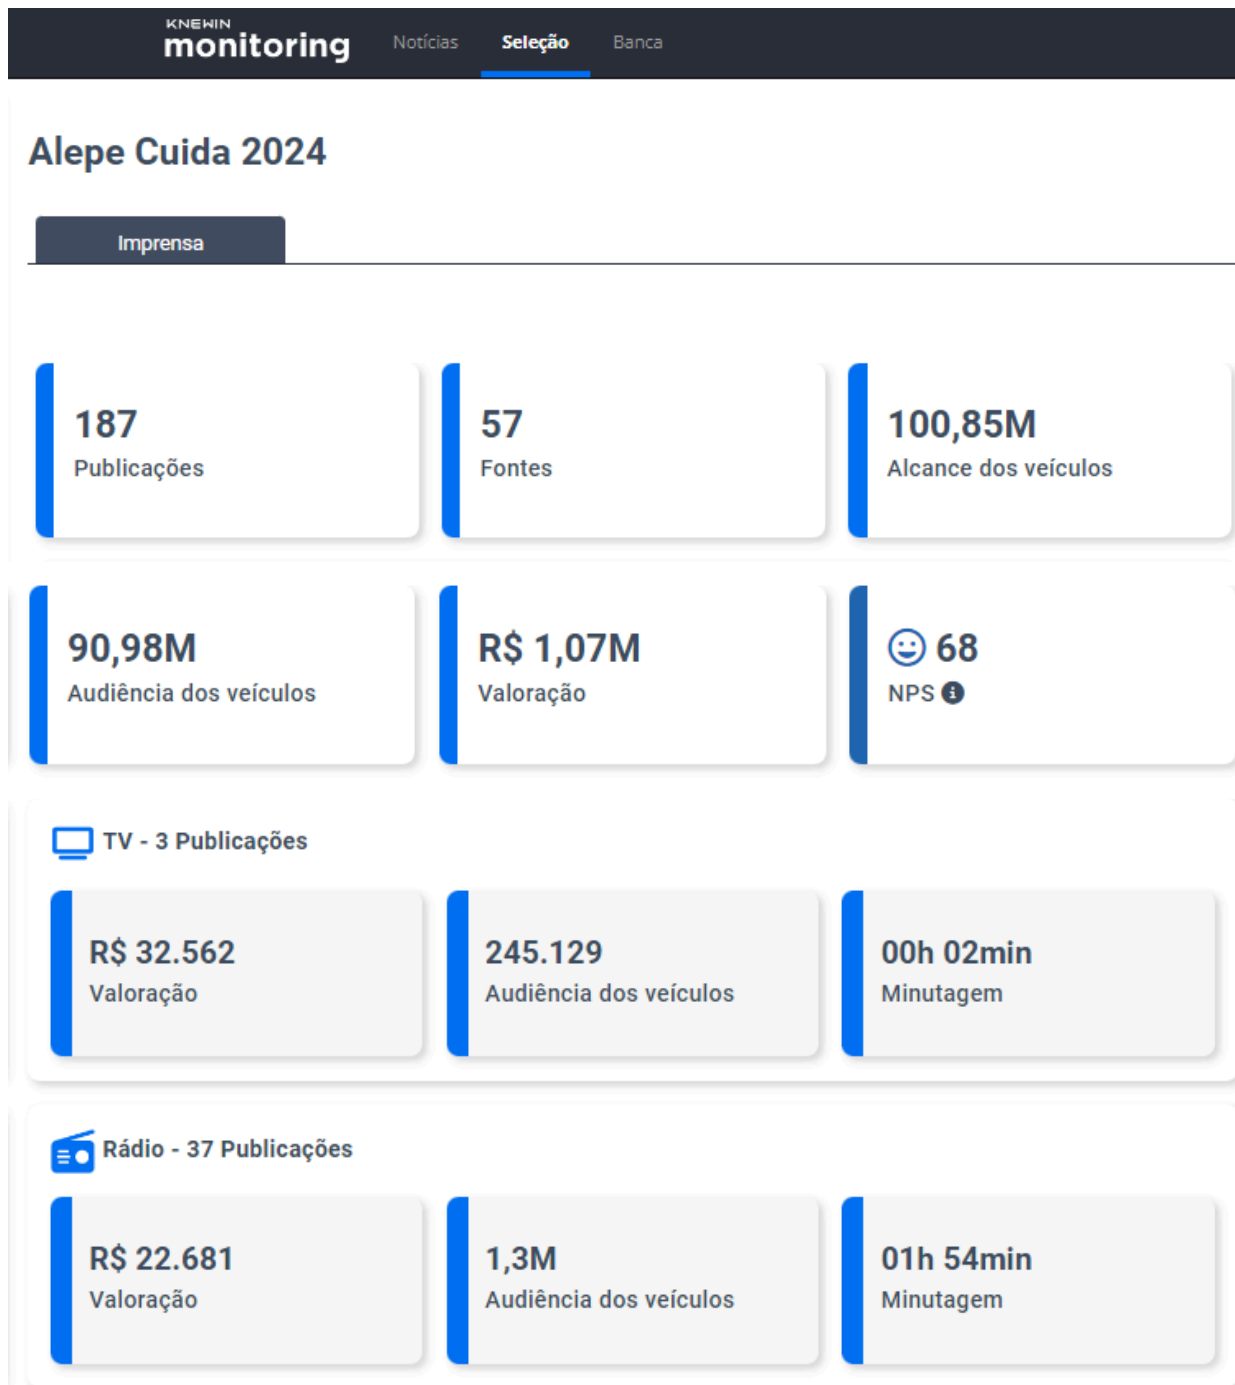 KNEWIN
monitoring Notícias Seleção Banca
Alepe Cuida 2024
Imprensa
187
Publicações
57
Fontes
100,85M
Alcance dos veículos
90,98M
Audiência dos veículos
R$ 1,07M
Valoração
68
NPS
TV - 3 Publicações
R$ 32.562
Valoração
245.129
Audiência dos veículos
00h 02min
Minutagem
Rádio - 37 Publicações
R$ 22.681
Valoração
1,3M
Audiência dos veículos
01h 54min
Minutagem